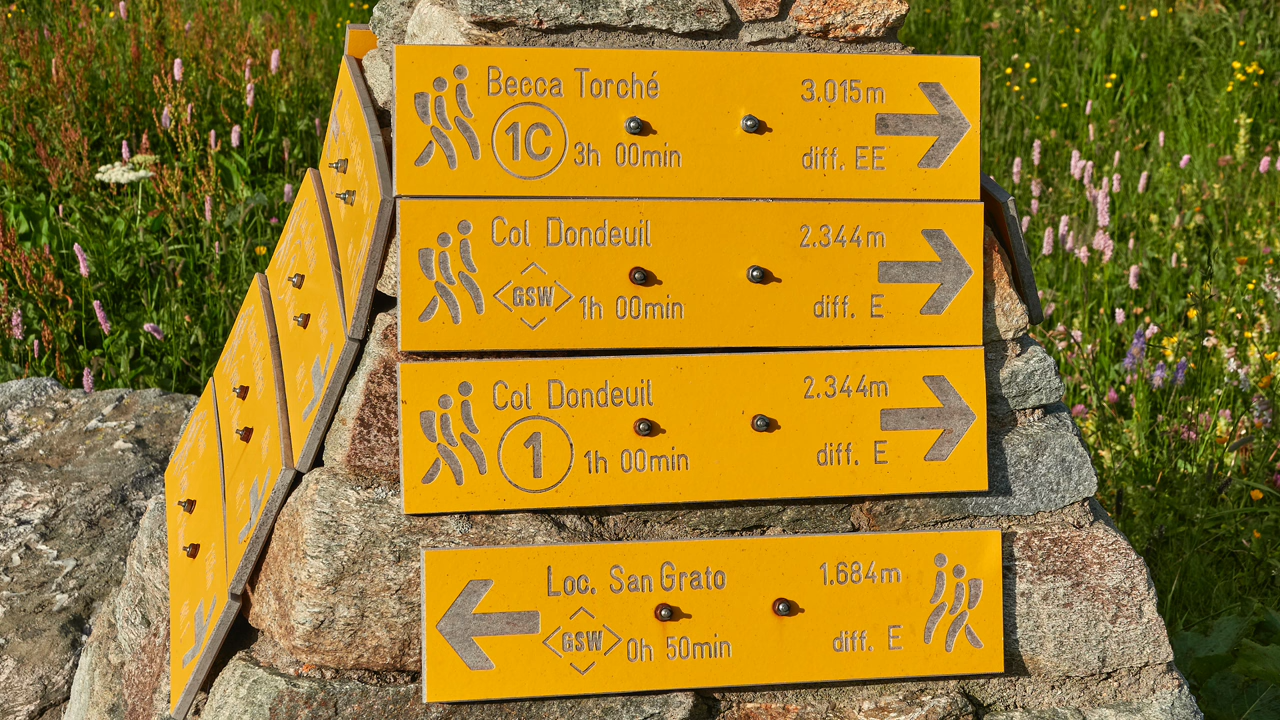 Becca Torché 3.015m
1C 3h 00min diff. EE
Col Dondeuil 2.344m
GSW 1h 00min diff. E
Col Dondeuil 2.344m
1 1h 00min diff. E
Loc. San Grato 1.684m
GSW 0h 50min diff. E